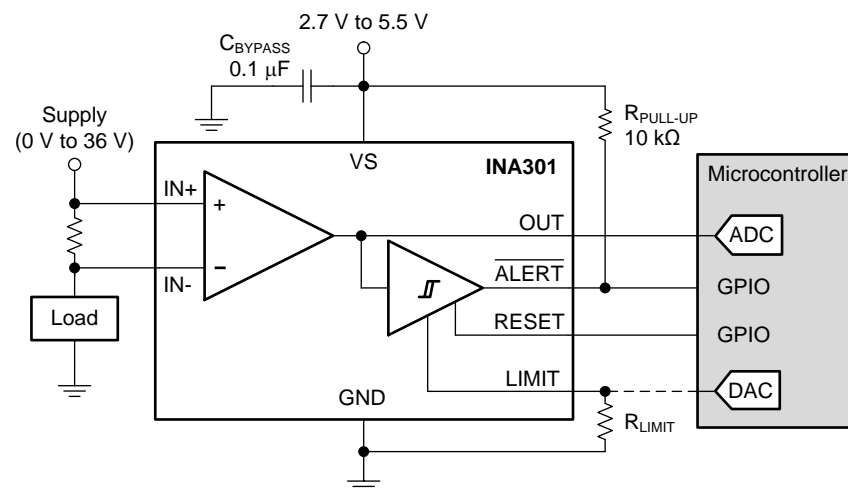 2.7 V to 5.5 V
CBYPASS
0.1 μF
RPULL-UP
10 kΩ
Supply
(0 V to 36 V)
VS
INA301
Microcontroller
IN+
+
OUT
ADC
–
IN-
ALERT
GPIO
Load
RESET
GPIO
LIMIT
DAC
GND
RLIMIT